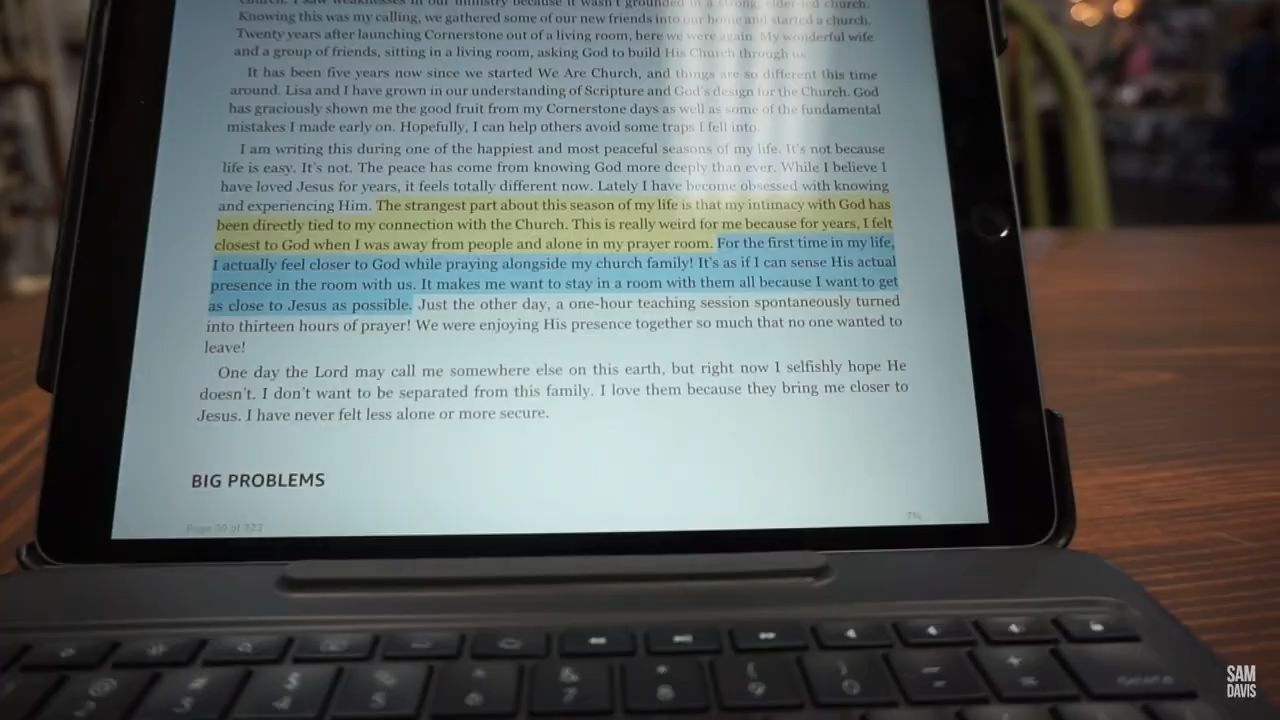 church. I saw weaknesses in our ministry because it wasn't grounded in a strong, elder-led church.
Knowing this was my calling, we gathered some of our new friends into our home and started a church.
Twenty years after launching Cornerstone out of a living room, here we were again. My wonderful wife
and a group of friends, sitting in a living room, asking God to build His Church through us.
It has been five years now since we started We Are Church, and things are so different this time
around. Lisa and I have grown in our understanding of Scripture and God's design for the Church. God
has graciously shown me the good fruit from my Cornerstone days as well as some of the fundamental
mistakes I made early on. Hopefully, I can help others avoid some traps I fell into.
I am writing this during one of the happiest and most peaceful seasons of my life. It's not because
life is easy. It's not. The peace has come from knowing God more deeply than ever. While I believe I
have loved Jesus for years, it feels totally different now. Lately I have become obsessed with knowing
and experiencing Him. The strangest part about this season of my life is that my intimacy with God has
been directly tied to my connection with the Church. This is really weird for me because for years, I felt
closest to God when I was away from people and alone in my prayer room. For the first time in my life,
I actually feel closer to God while praying alongside my church family! It's as if I can sense His actual
presence in the room with us. It makes me want to stay in a room with them all because I want to get
as close to Jesus as possible. Just the other day, a one-hour teaching session spontaneously turned
into thirteen hours of prayer! We were enjoying His presence together so much that no one wanted to
leave!
One day the Lord may call me somewhere else on this earth, but right now I selfishly hope He
doesn't. I don't want to be separated from this family. I love them because they bring me closer to
Jesus. I have never felt less alone or more secure.
BIG PROBLEMS
Page of
7%
SAM
DAVIS